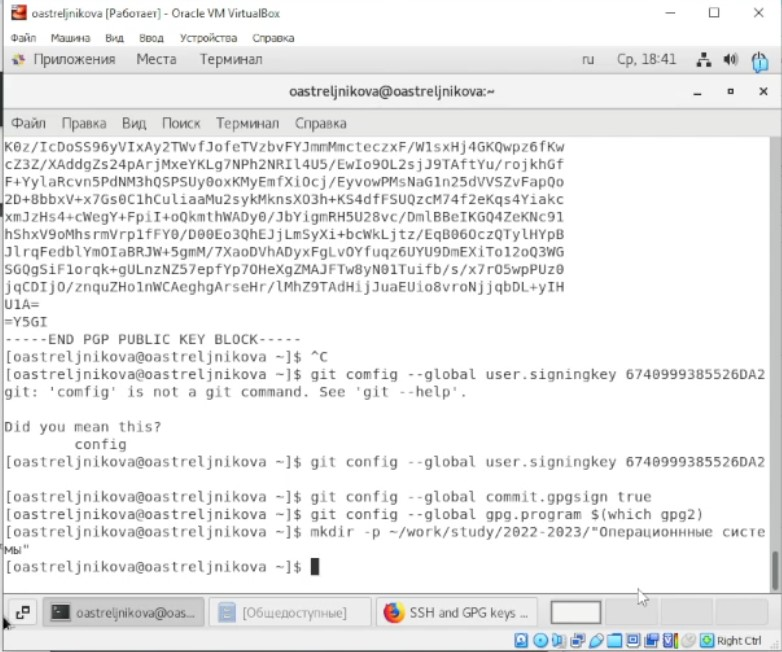 oastreljnikova [Работает] - Oracle VM VirtualBox
Файл Машина Вид Ввод Устройства Справка
Приложения Места Терминал ru Ср, 18:41
oastreljnikova@oastreljnikova:~
Файл Правка Вид Поиск Терминал Справка
K0z/IcDoSS96yVIxAy2TWvfJofeTVzbvFYJmmMmcteczxF/W1sxHj4GKQwpz6fKw
cZ3Z/XAddgZs24pArjMxeYKLg7NPh2NRIl4U5/EwIo9OL2sjJ9TAftYu/rojkhGf
F+YylaRcvn5PdNM3hQSPSUy0oxKMyEmfXiOcj/EyvowPMsNaG1n25dVVSZvFapQo
2D+8bbxV+x7Gs0C1hCuliaaMu2sykMknsXO3h+KS4dfFSUQzcM74f2eKqs4Yiakc
xmJzHs4+cWegY+FpiI+oQkmthWADy0/JbYigmRH5U28vc/DmlBBeIKGQ4ZeKNc91
hShxV9oMhsrmVrp1fFY0/D00Eo3QhEJjLmSyXi+bcWkLjtz/EqB06OczQTylHYpB
JlrqFedblYmOIaBRJW+5gmM/7XaoDVhADyxFgLvOYfuqz6UYU9DmEXiTo12oQ3WG
SGQgSiF1orqk+gULnzNZ57epfYp7OHeXgZMAJFTw8yN01Tuifb/s/x7rO5wpPUz0
jqCDIjO/znquZHo1nWCAeghgArseHr/lMhZ9TAdHijJuaEUio8vroNjjqbDL+yIH
U1A=
=Y5GI
-----END PGP PUBLIC KEY BLOCK-----
[oastreljnikova@oastreljnikova ~]$ ^C
[oastreljnikova@oastreljnikova ~]$ git comfig --global user.signingkey 6740999385526DA2
git: 'comfig' is not a git command. See 'git --help'.
Did you mean this?
config
[oastreljnikova@oastreljnikova ~]$ git config --global user.signingkey 6740999385526DA2
[oastreljnikova@oastreljnikova ~]$ git config --global commit.gpgsign true
[oastreljnikova@oastreljnikova ~]$ git config --global gpg.program $(which gpg2)
[oastreljnikova@oastreljnikova ~]$ mkdir -p ~/work/study/2022-2023/"Операционнные систе
мы"
[oastreljnikova@oastreljnikova ~]$
oastreljnikova@oas... [Общедоступные] SSH and GPG keys ...
Right Ctrl